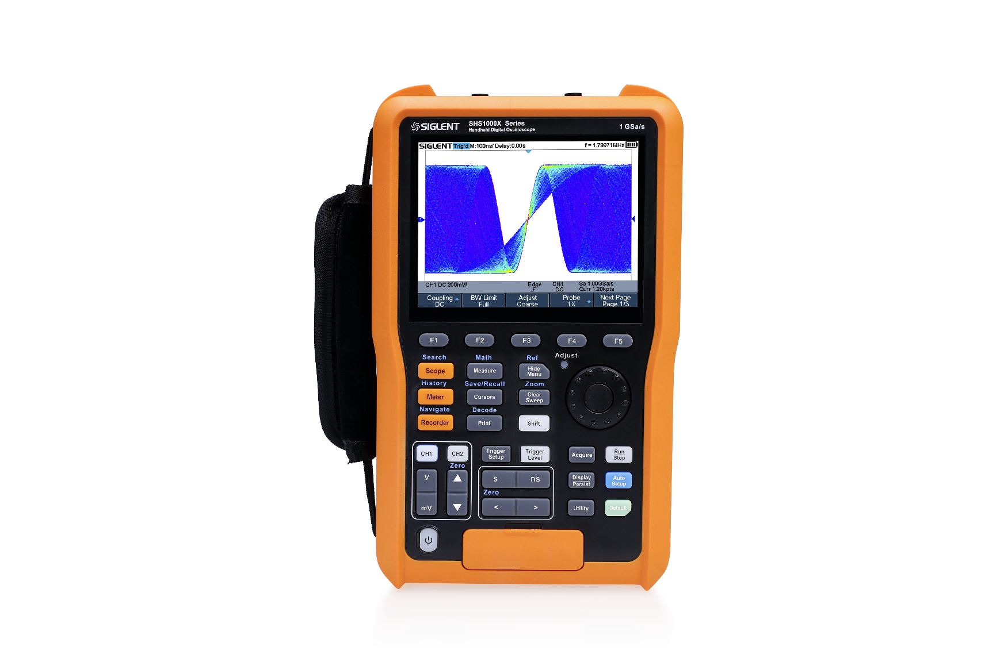 SIGLENT SHS1000X Series 1 GSa/s
Handheld Digital Oscilloscope
SIGLENT Trig'd M:100ns/ Delay:0.00s f = 1.79971MHz
1
CH1 DC 200mV/ Edge CH1 Sa 1.00GSa/s
DC Curr 1.20kpts
Coupling BW Limit Adjust Probe Next Page
DC Full Coarse 1X Page 1/3
F1 F2 F3 F4 F5
Search Math Ref Adjust
Scope Measure Hide
Menu
History Save/Recall Zoom
Meter Cursors Clear
Sweep
Navigate Decode
Recorder Print Shift
CH1 CH2 Trigger Trigger Acquire Run
Setup Level Stop
Zero
V s ns Display Auto
Persist Setup
Zero
mV < > Utility Default